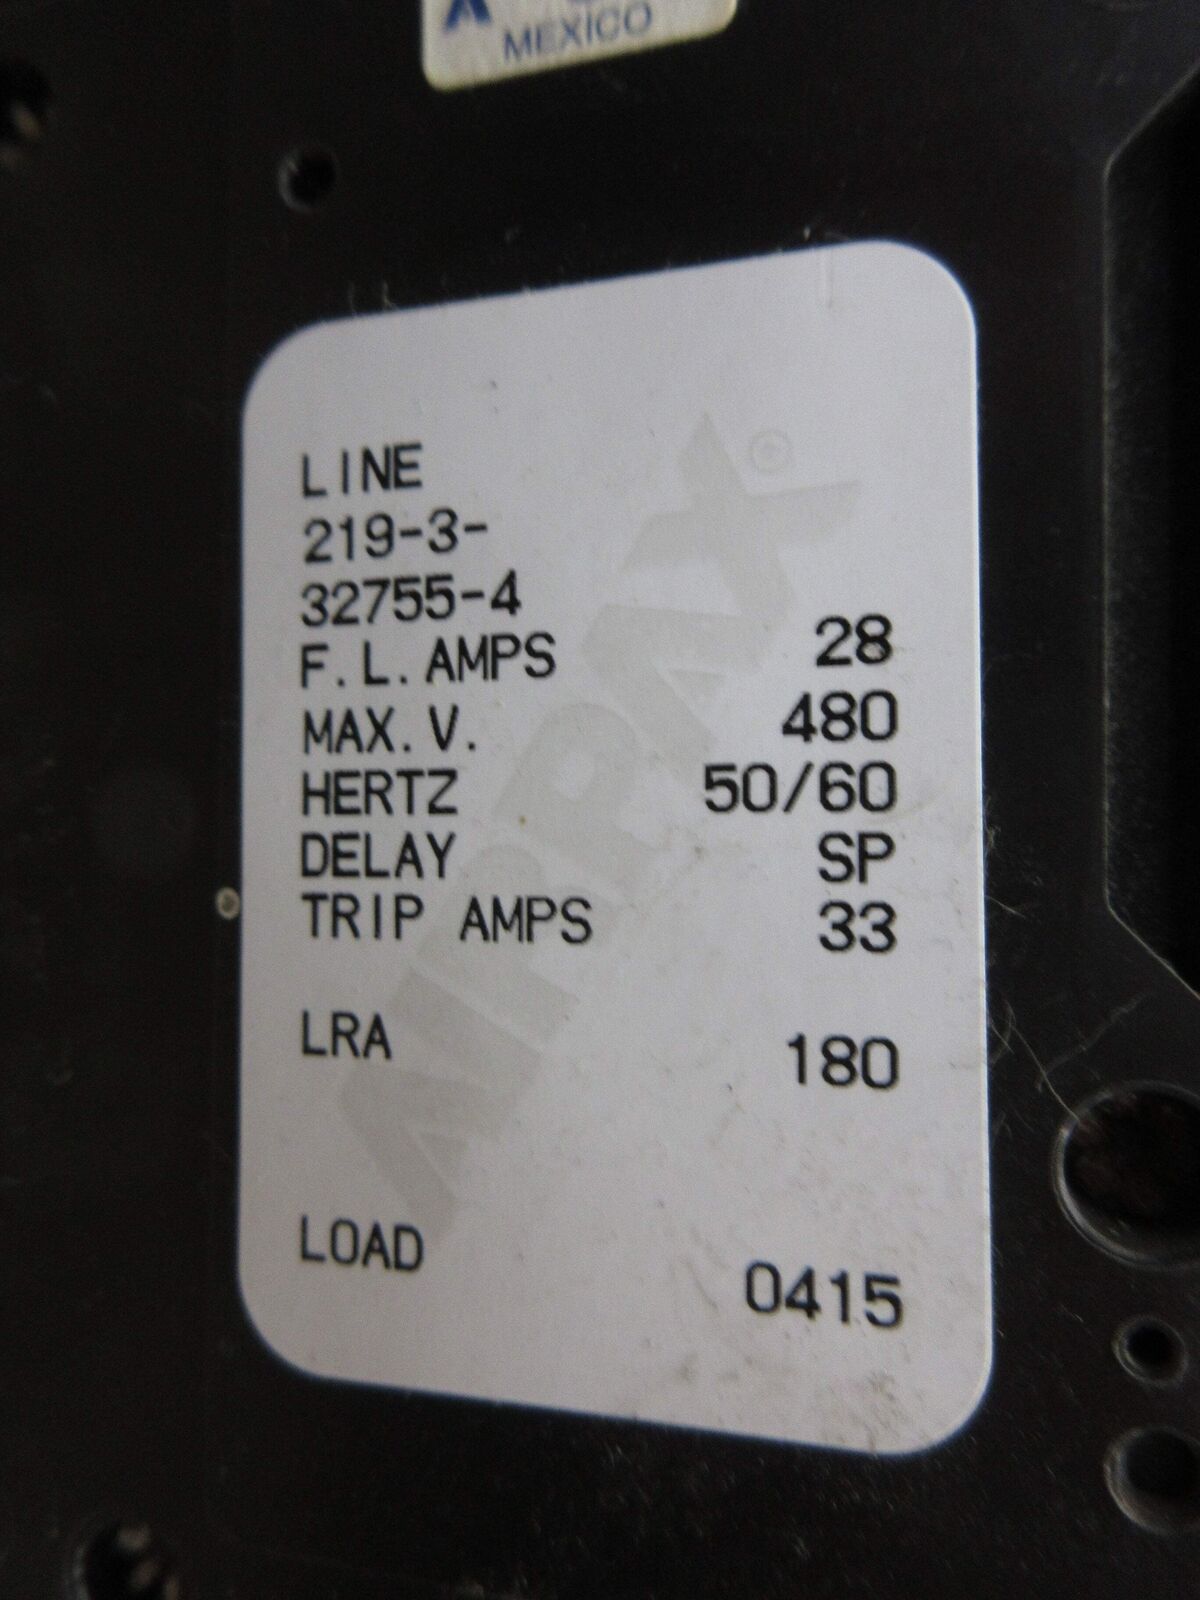 MEXICO
LINE
219-3-
32755-4
F.L.AMPS 28
MAX.V. 480
HERTZ 50/60
DELAY SP
TRIP AMPS 33
LRA 180
LOAD
0415
AIRPAX®